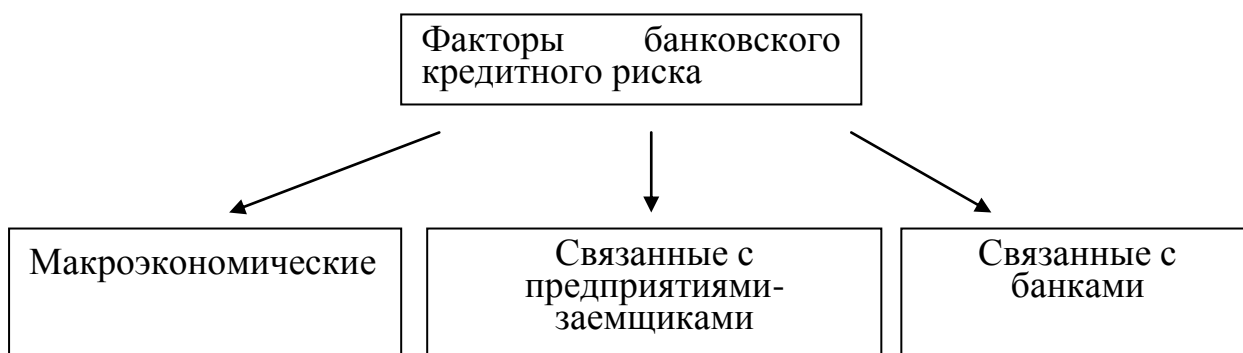 Факторы банковского
кредитного риска
Макроэкономические
Связанные с
предприятиями-
заемщиками
Связанные с
банками